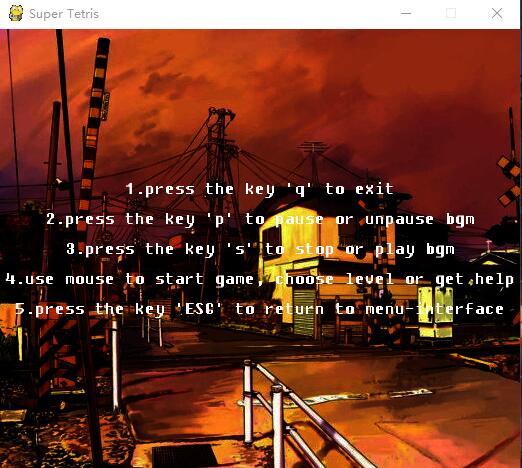 Super Tetris
1.press the key 'q' to exit
2.press the key 'p' to pause or unpause bgm
3.press the key 's' to stop or play bgm
4.use mouse to start game, choose level or get help
5.press the key 'ESC' to return to menu-interface